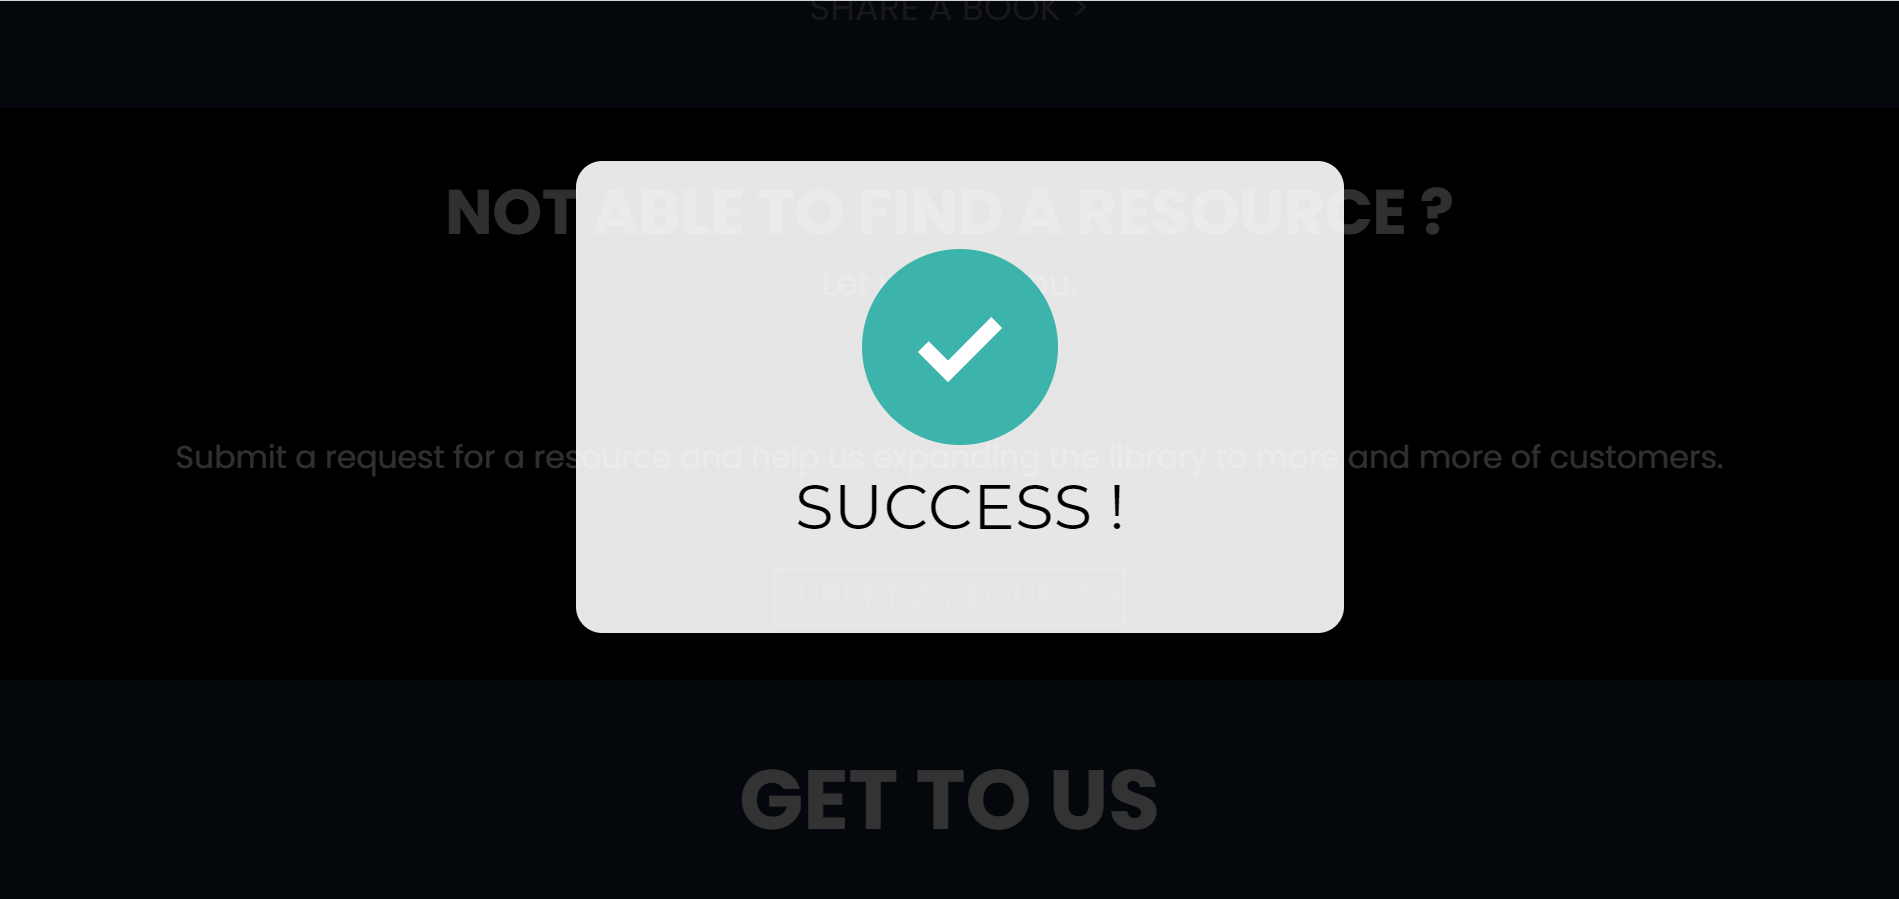 SHARE A BOOK >
NOT ABLE TO FIND A RESOURCE ?
Let ou.
Submit a request for a resource and help us expanding the library to more and more of customers.
SUCCESS !
SUBMIT A REQUEST >
GET TO US